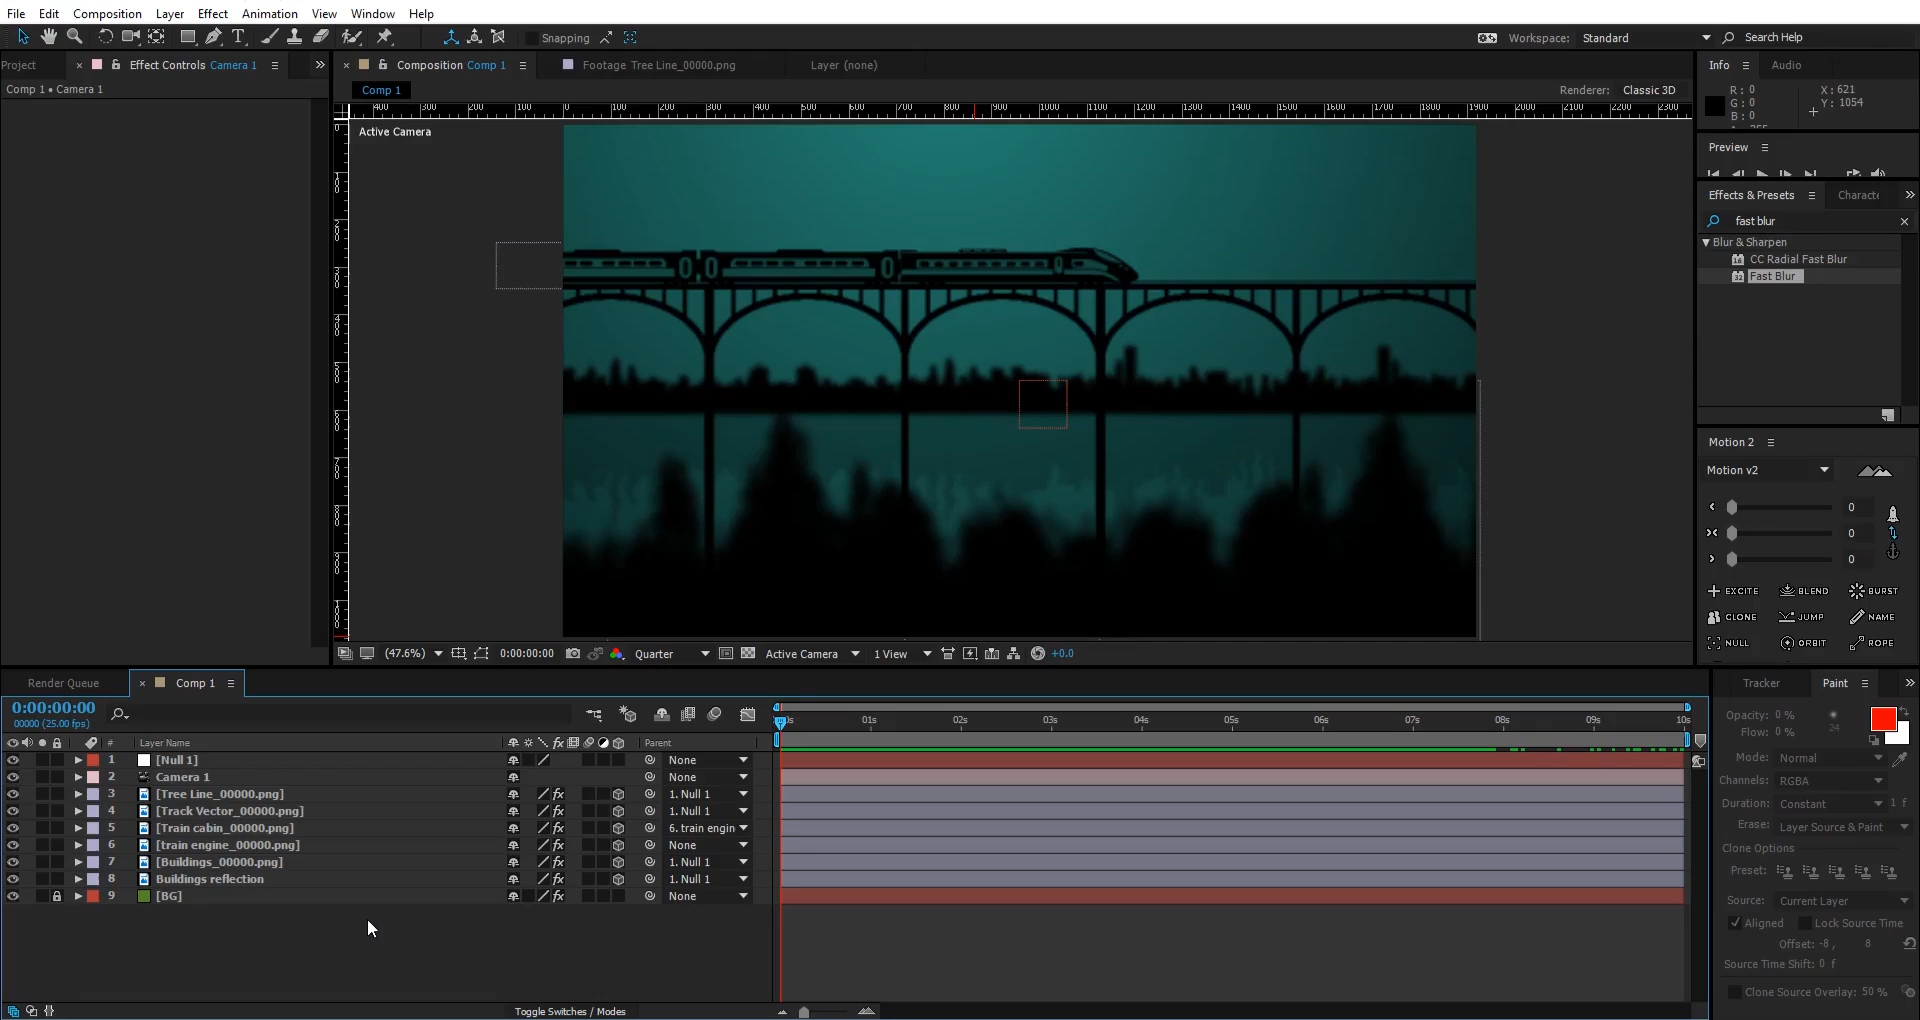 File Edit Composition Layer Effect Animation View Window Help
Snapping
Workspace: Standard
Search Help
Project
Effect Controls Camera 1
Composition Comp 1
Footage Tree Line_00000.png
Layer (none)
Info
Audio
Comp 1 • Camera 1
Comp 1
Renderer: Classic 3D
R: 0
G: 0
B: 0
X: 621
Y: 1054
Active Camera
Preview
Effects & Presets
fast blur
Blur & Sharpen
CC Radial Fast Blur
Fast Blur
Motion 2
Motion v2
0
0
0
EXCITE BLEND BURST
CLONE JUMP NAME
NULL ORBIT ROPE
(47.6%) 0:00:00:00 Quarter Active Camera 1 View +0.0
Render Queue
Comp 1
0:00:00:00
00000 (25.00 fps)
01s 02s 03s 04s 05s 06s 07s 08s 09s 10s
# Layer Name Parent
1 [Null 1] None
2 Camera 1 None
3 [Tree Line_00000.png] 1. Null 1
4 [Track Vector_00000.png] 1. Null 1
5 [Train cabin_00000.png] 6. train engin
6 [train engine_00000.png] None
7 [Buildings_00000.png] 1. Null 1
8 Buildings reflection 1. Null 1
9 [BG] None
Toggle Switches / Modes
Tracker
Paint
Opacity: 0 %
Flow: 0 %
24
Mode: Normal
Channels: RGBA
Duration: Constant 1 f
Erase: Layer Source & Paint
Clone Options
Preset:
Source: Current Layer
Aligned Lock Source Time
Offset: -8, 8
Source Time Shift: 0 f
Clone Source Overlay: 50 %